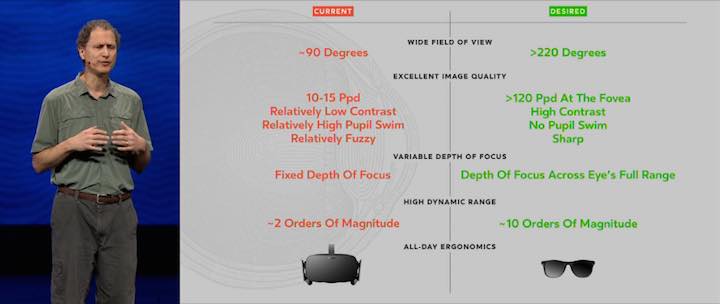 CURRENT DESIRED
WIDE FIELD OF VIEW
~90 Degrees >220 Degrees
EXCELLENT IMAGE QUALITY
10-15 Ppd >120 Ppd At The Fovea
Relatively Low Contrast High Contrast
Relatively High Pupil Swim No Pupil Swim
Relatively Fuzzy Sharp
VARIABLE DEPTH OF FOCUS
Fixed Depth Of Focus Depth Of Focus Across Eye's Full Range
HIGH DYNAMIC RANGE
~2 Orders Of Magnitude ~10 Orders Of Magnitude
ALL-DAY ERGONOMICS